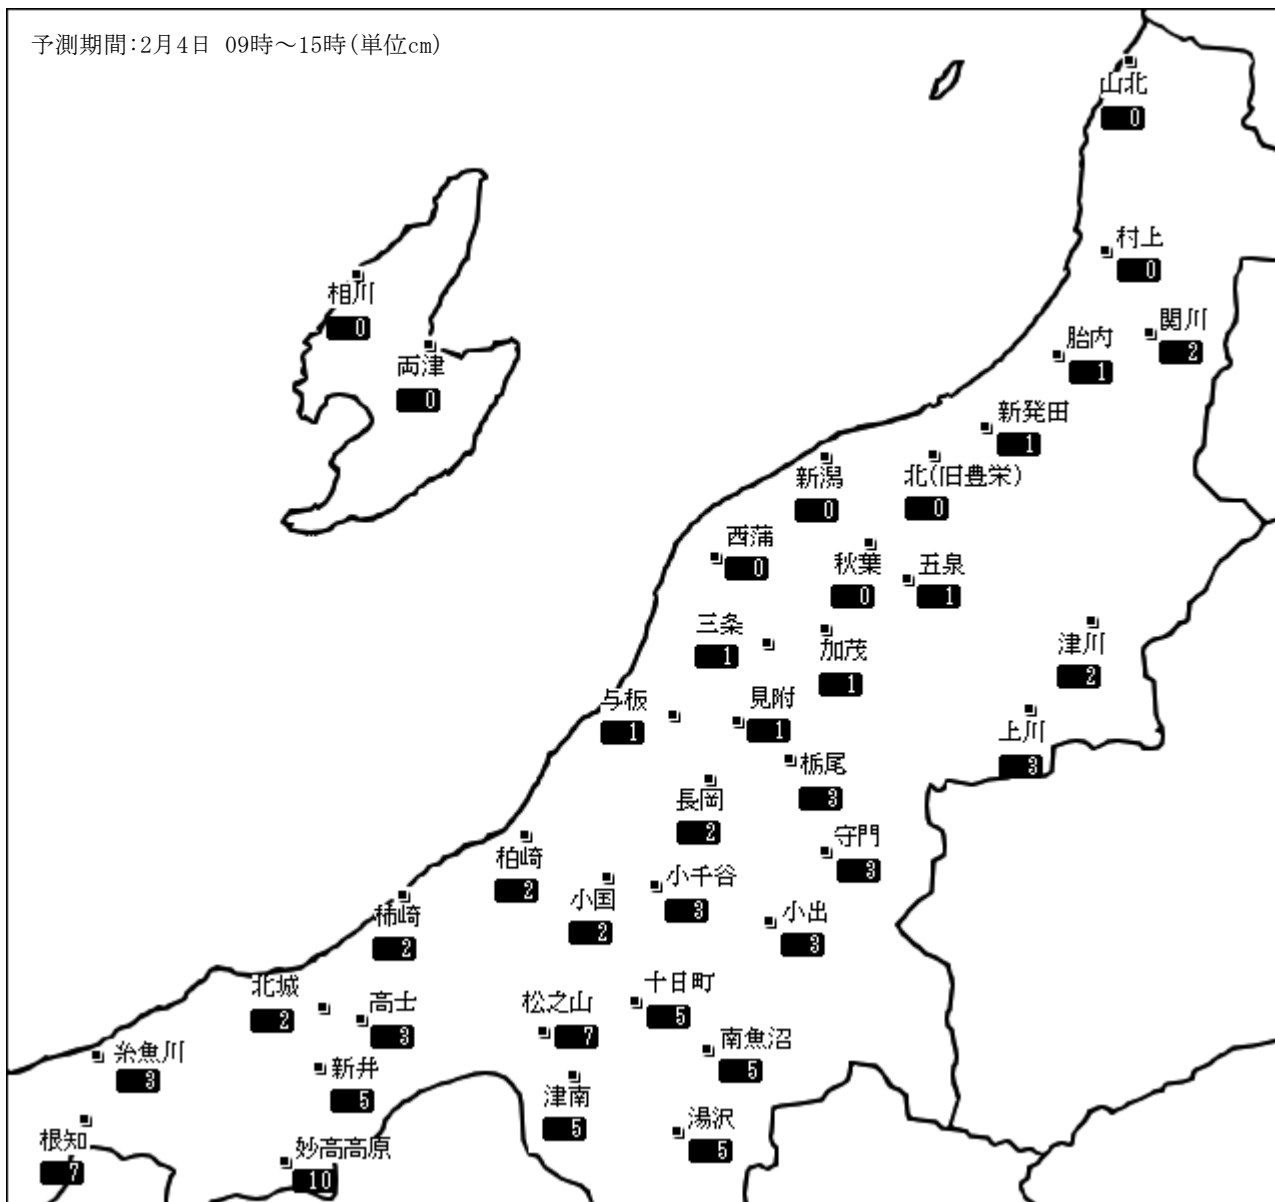 予測期間:2月4日 09時～15時(単位cm)
山北
0
村上
0
相川
0
関川
2
胎内
1
両津
0
新発田
1
新潟
0
北(旧豊栄)
0
西蒲
0
秋葉
0
五泉
1
三条
1
加茂
1
津川
2
与板
1
見附
1
上川
3
栃尾
3
長岡
2
守門
3
柏崎
2
小千谷
3
小国
2
小出
3
柿崎
2
北城
2
高士
3
松之山
7
十日町
5
南魚沼
5
糸魚川
3
新井
5
津南
5
湯沢
5
根知
7
妙高高原
10